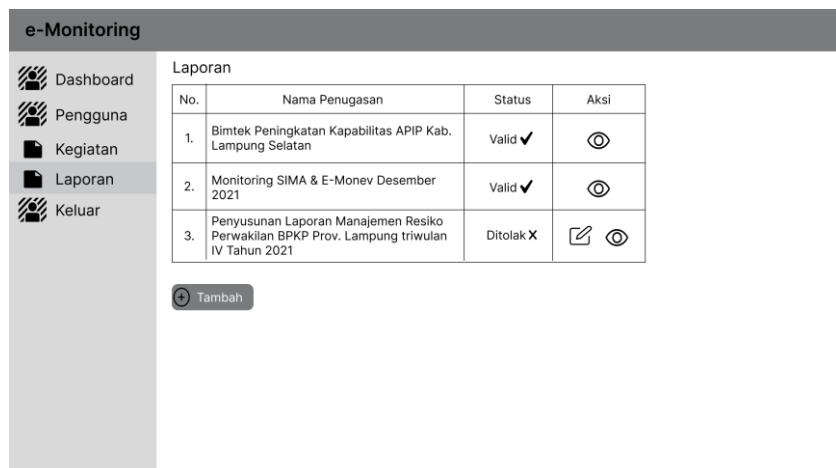 e-Monitoring
Dashboard
Pengguna
Kegiatan
Laporan
Keluar
Laporan
No. Nama Penugasan Status Aksi
1. Bimtek Peningkatan Kapabilitas APIP Kab. Valid
Lampung Selatan
2. Monitoring SIMA & E-Monev Desember Valid
2021
Penyusunan Laporan Manajemen Resiko
3. Perwakilan BPKP Prov. Lampung triwulan Ditolak
IV Tahun 2021
Tambah